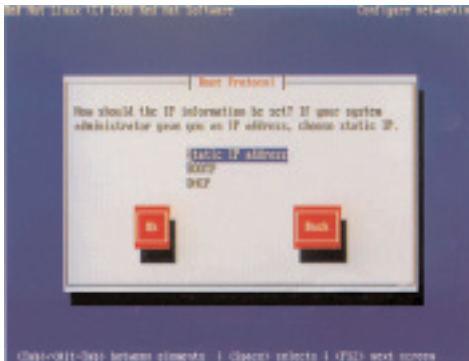 Red Hat Linux (C) 1998 Red Hat Software Configure networking
Boot Protocol
How should the IP information be set? If your system
administrator gave you an IP address, choose static IP.
Static IP address
BOOTP
DHCP
Ok Back
<Tab>/<Alt-Tab> between elements | <Space> selects | <F12> next screen